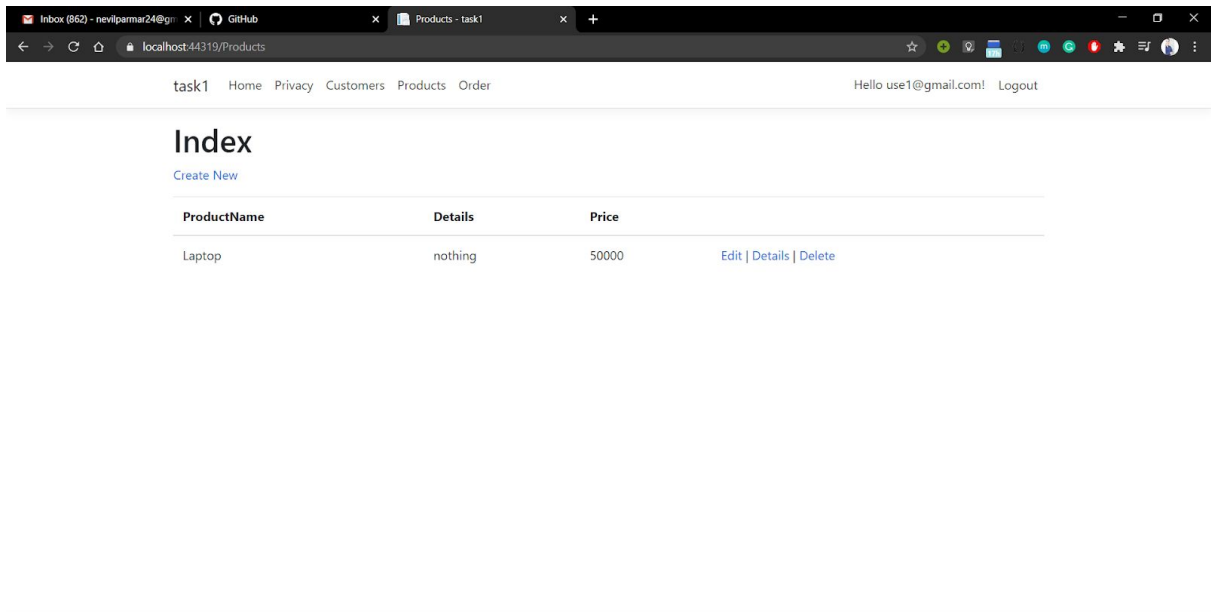 Inbox (862) - nevilparmar24@gm
GitHub
Products - task1
localhost:44319/Products
task1 Home Privacy Customers Products Order Hello use1@gmail.com! Logout
Index
Create New
ProductName Details Price
Laptop nothing 50000 Edit | Details | Delete